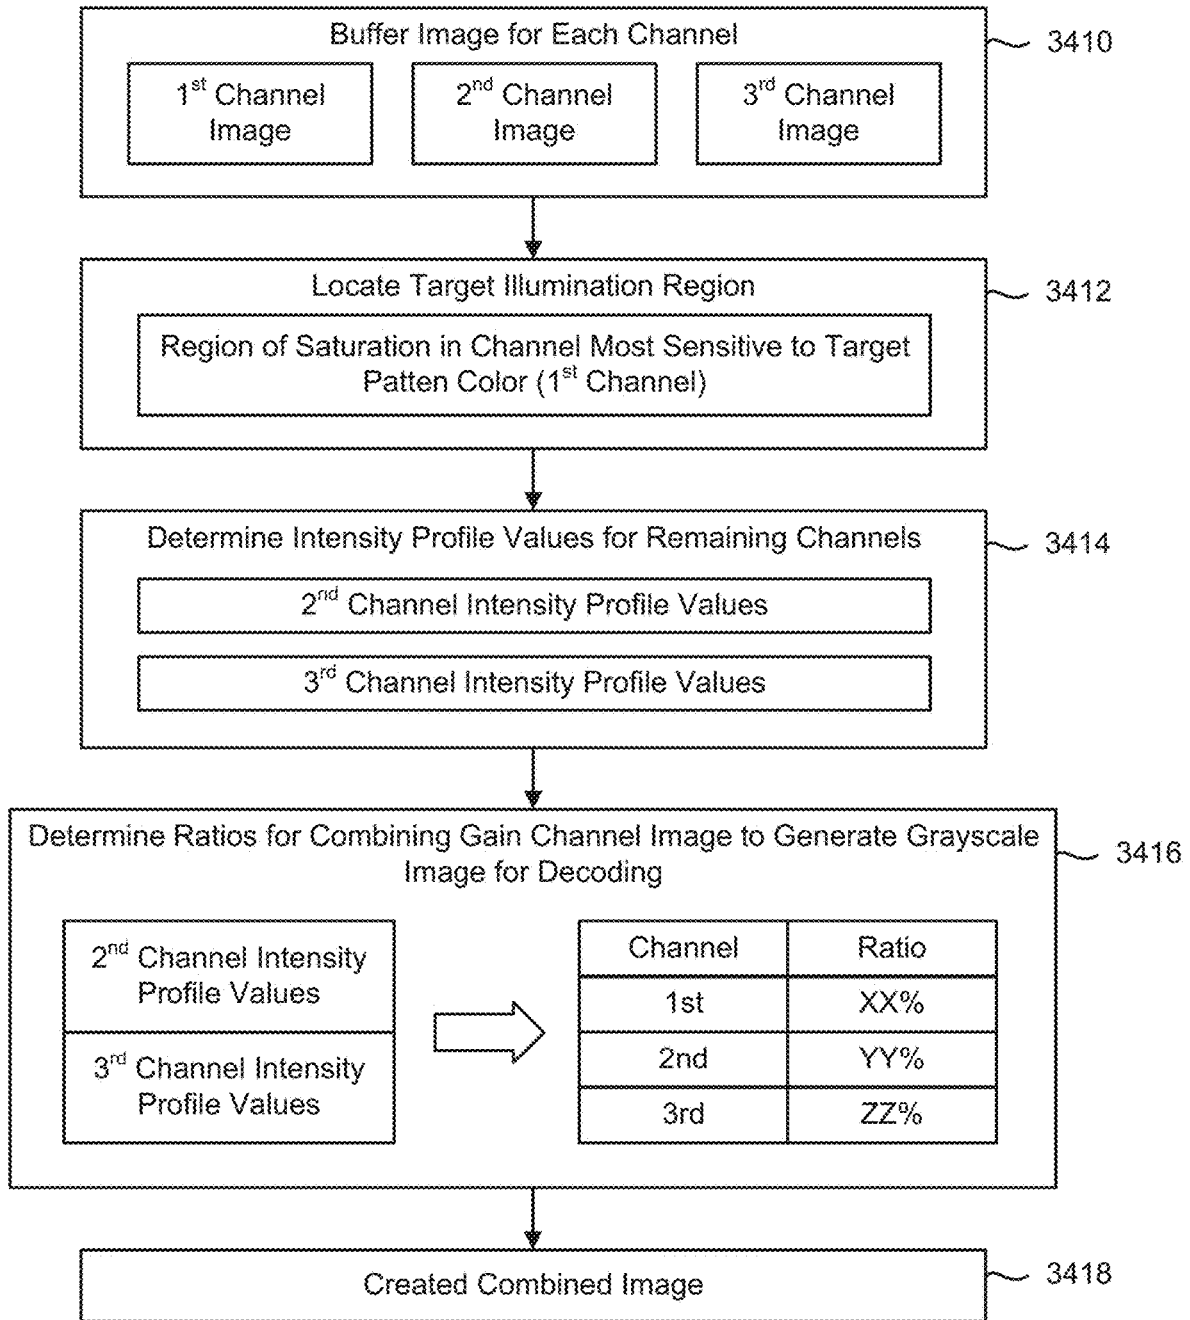 Buffer Image for Each Channel
3410
1st Channel
Image
2nd Channel
Image
3rd Channel
Image
Locate Target Illumination Region
3412
Region of Saturation in Channel Most Sensitive to Target
Patten Color (1st Channel)
Determine Intensity Profile Values for Remaining Channels
3414
2nd Channel Intensity Profile Values
3rd Channel Intensity Profile Values
Determine Ratios for Combining Gain Channel Image to Generate Grayscale
Image for Decoding
3416
2nd Channel Intensity
Profile Values
3rd Channel Intensity
Profile Values
Channel Ratio
1st XX%
2nd YY%
3rd ZZ%
Created Combined Image
3418